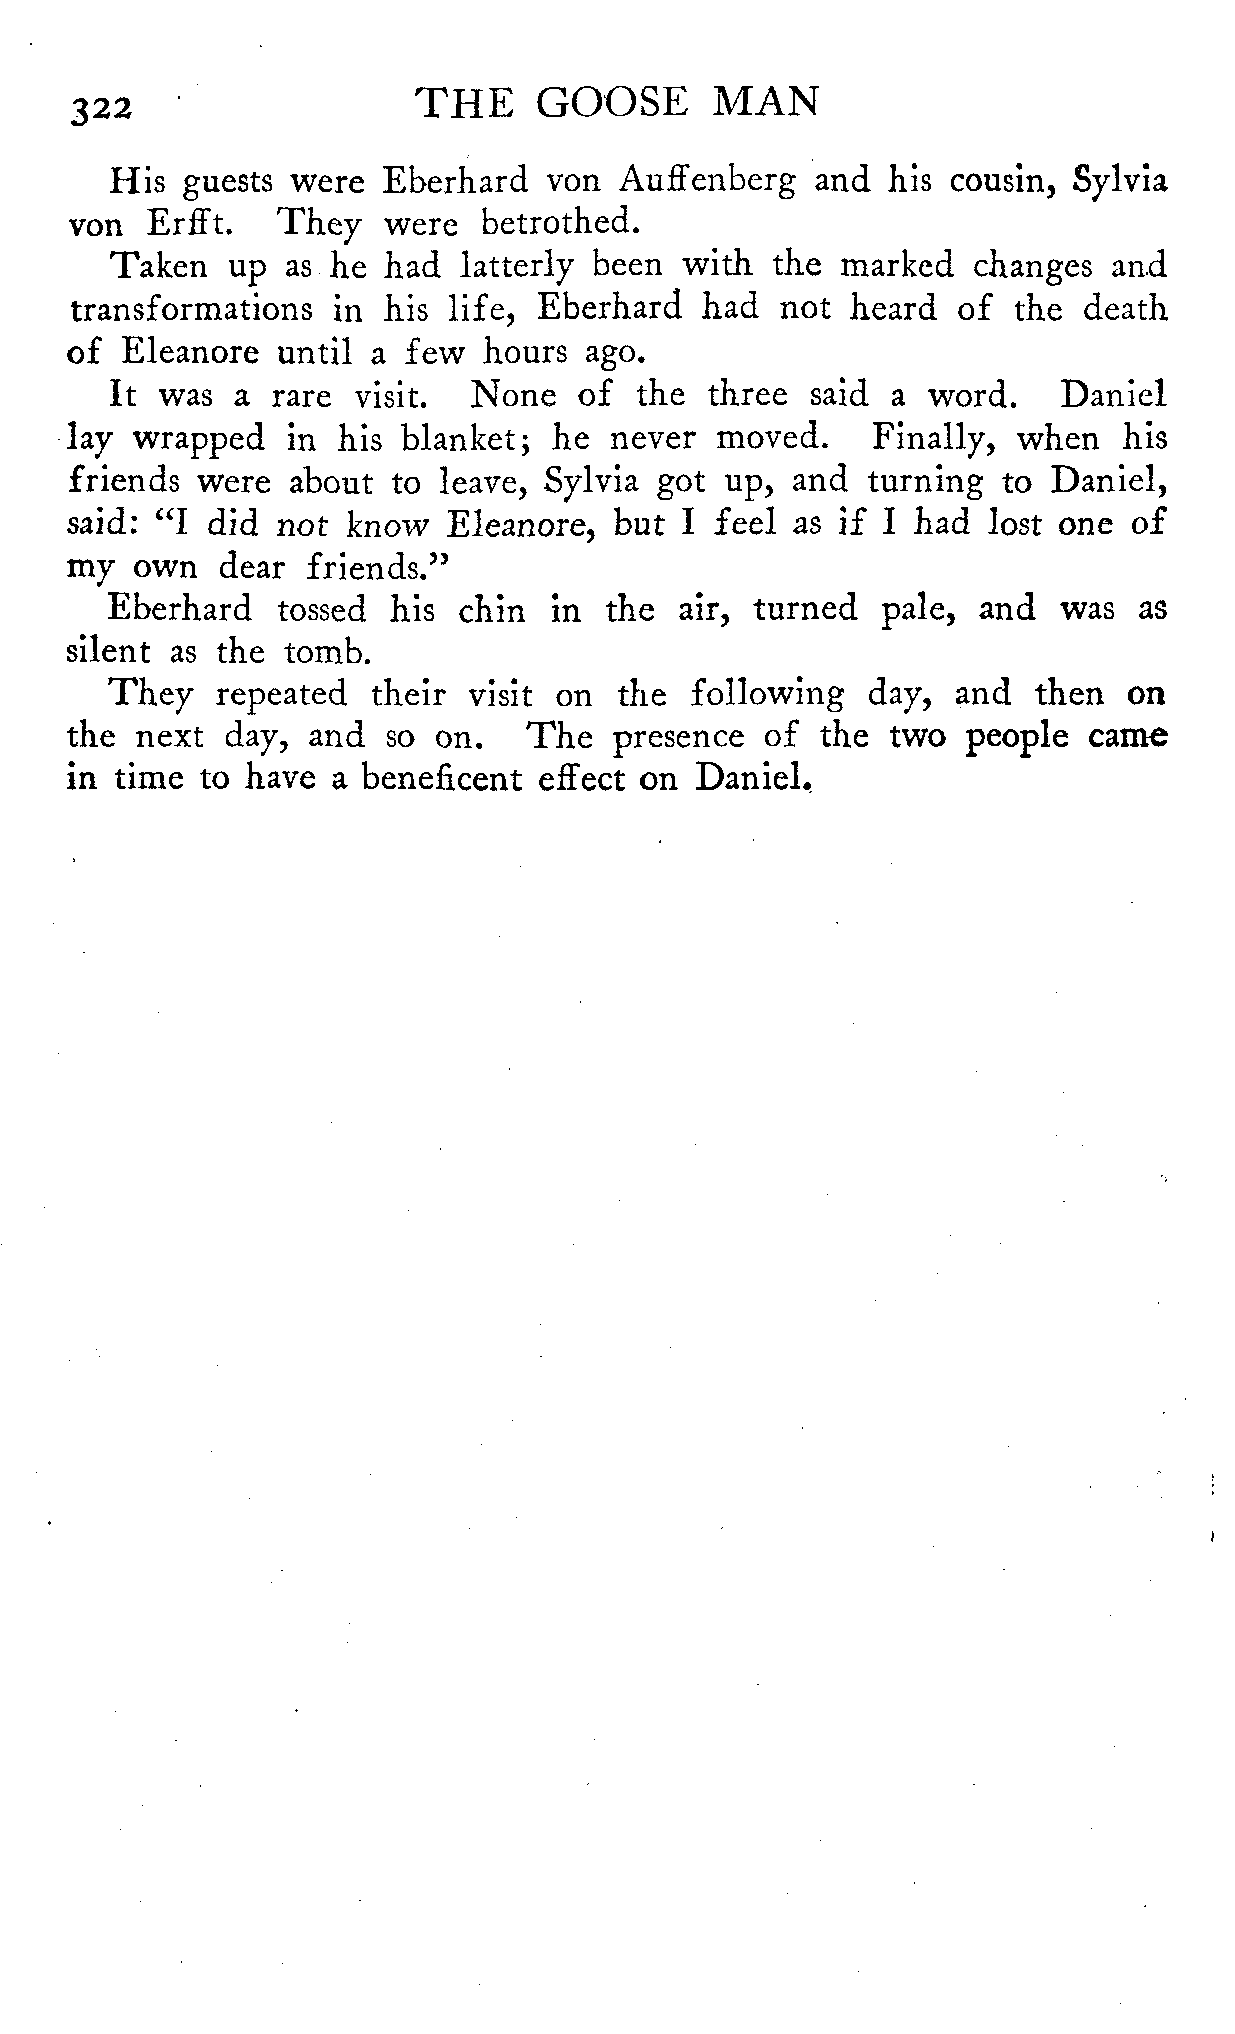 322 THE GOOSE MAN
His guests were Eberhard von Auffenberg and his cousin, Sylvia
von Erfft. They were betrothed.
Taken up as he had latterly been with the marked changes and
transformations in his life, Eberhard had not heard of the death
of Eleanore until a few hours ago.
It was a rare visit. None of the three said a word. Daniel
lay wrapped in his blanket; he never moved. Finally, when his
friends were about to leave, Sylvia got up, and turning to Daniel,
said: “I did not know Eleanore, but I feel as if I had lost one of
my own dear friends.”
Eberhard tossed his chin in the air, turned pale, and was as
silent as the tomb.
They repeated their visit on the following day, and then on
the next day, and so on. The presence of the two people came
in time to have a beneficent effect on Daniel.